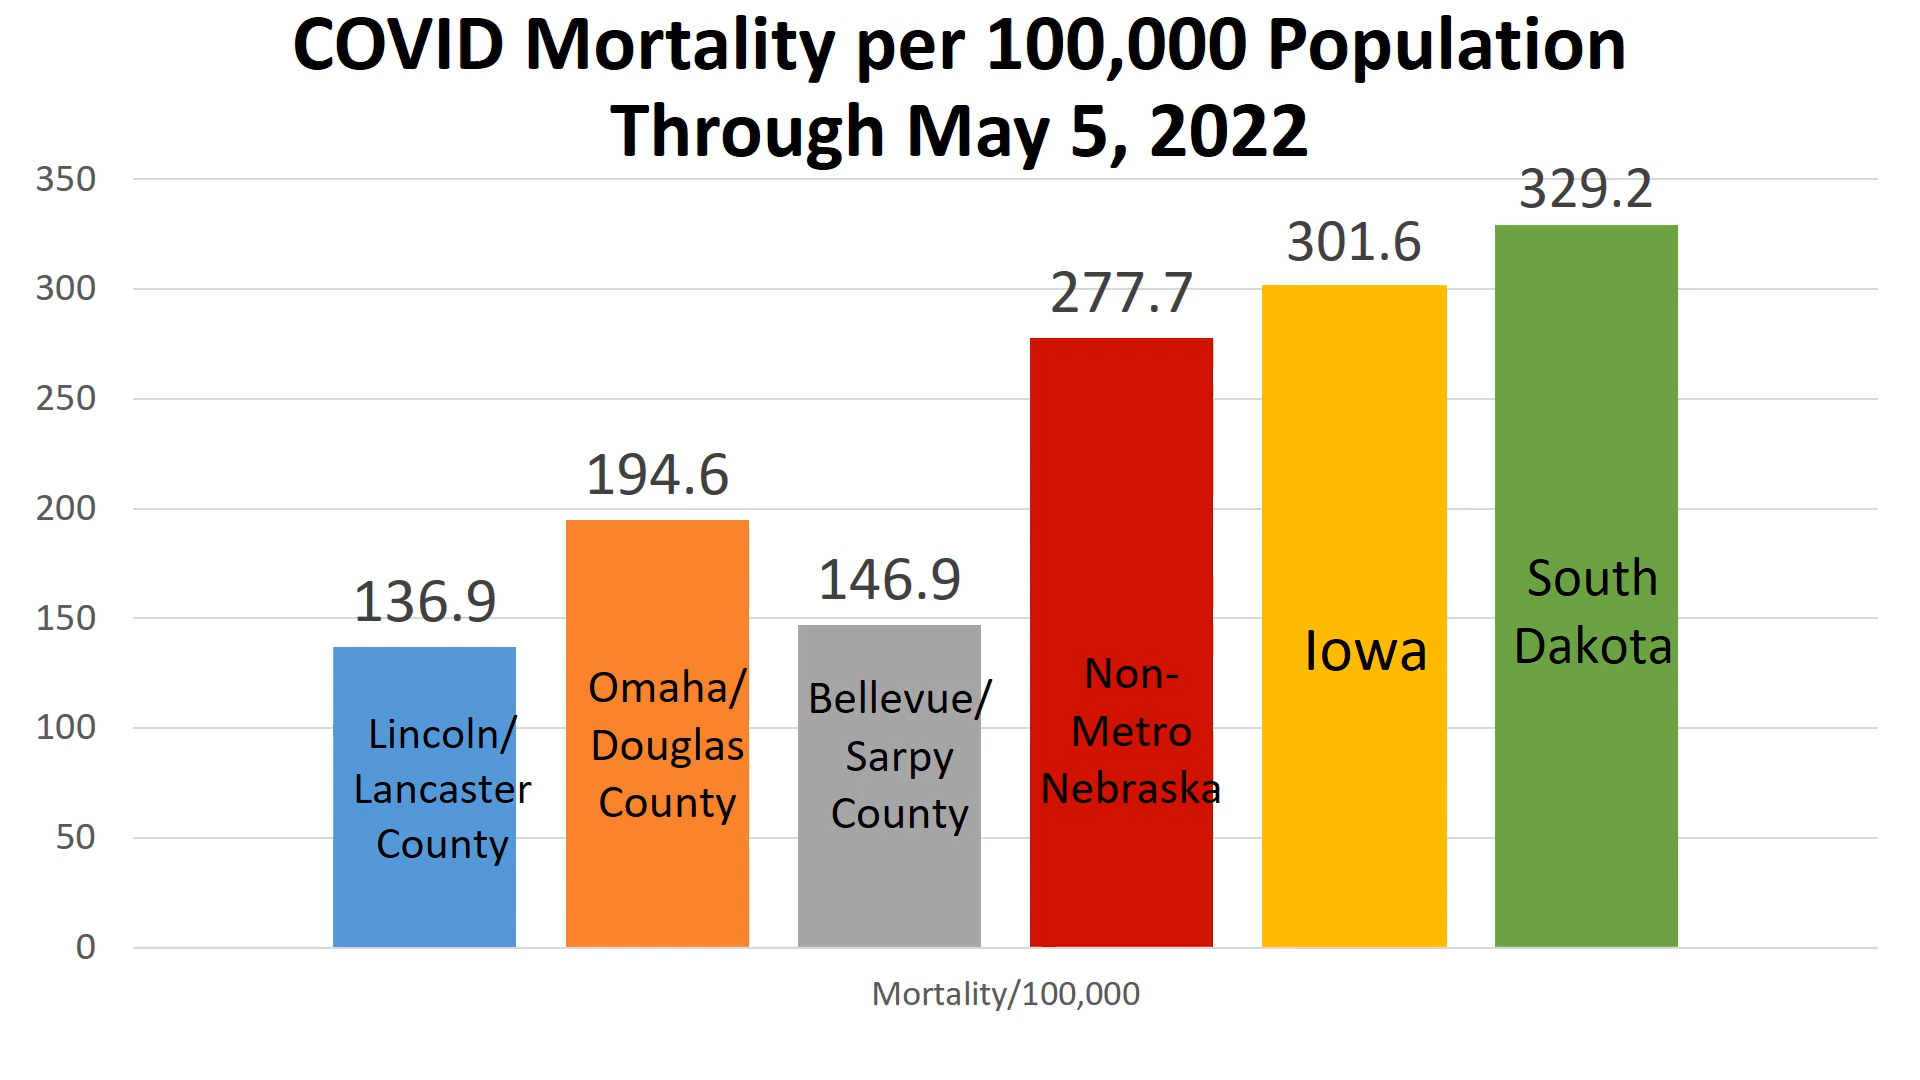 COVID Mortality per 100,000 Population
Through May 5, 2022
350
300
250
200
150
100
50
0
136.9
194.6
146.9
277.7
301.6
329.2
Lincoln/
Lancaster
County
Omaha/
Douglas
County
Bellevue/
Sarpy
County
Non-
Metro
Nebraska
Iowa
South
Dakota
Mortality/100,000